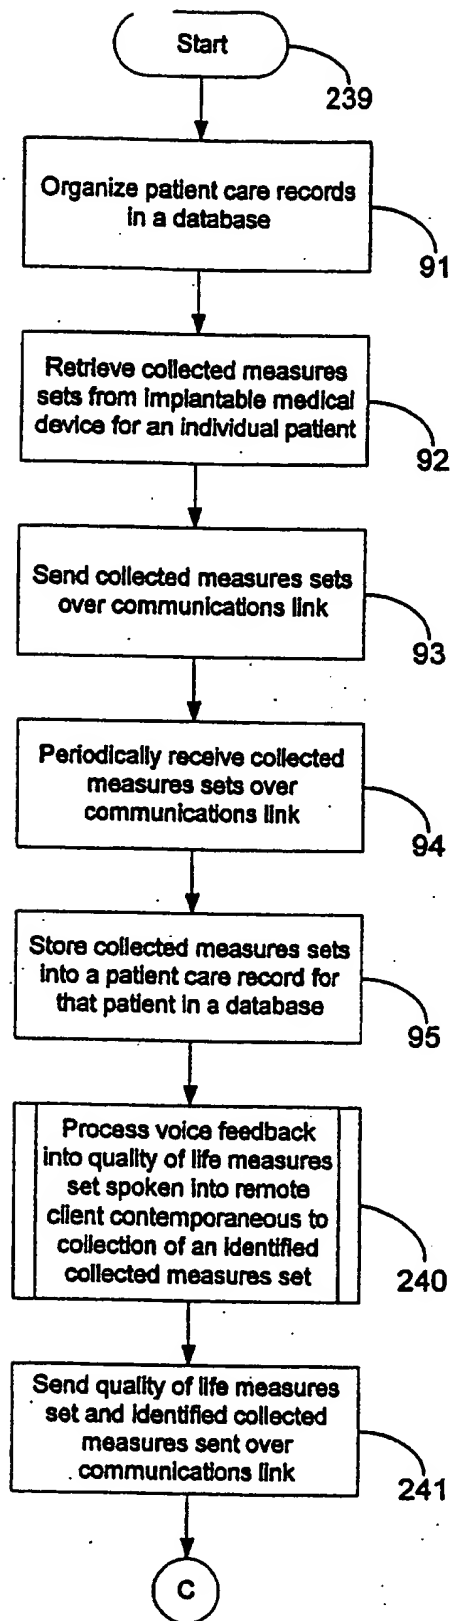 Start
239
Organize patient care records
in a database
91
Retrieve collected measures
sets from implantable medical
device for an individual patient
92
Send collected measures sets
over communications link
93
Periodically receive collected
measures sets over
communications link
94
Store collected measures sets
into a patient care record for
that patient in a database
95
Process voice feedback
into quality of life measures
set spoken into remote
client contemporaneous to
collection of an identified
collected measures set
240
Send quality of life measures
set and identified collected
measures sent over
communications link
241
C